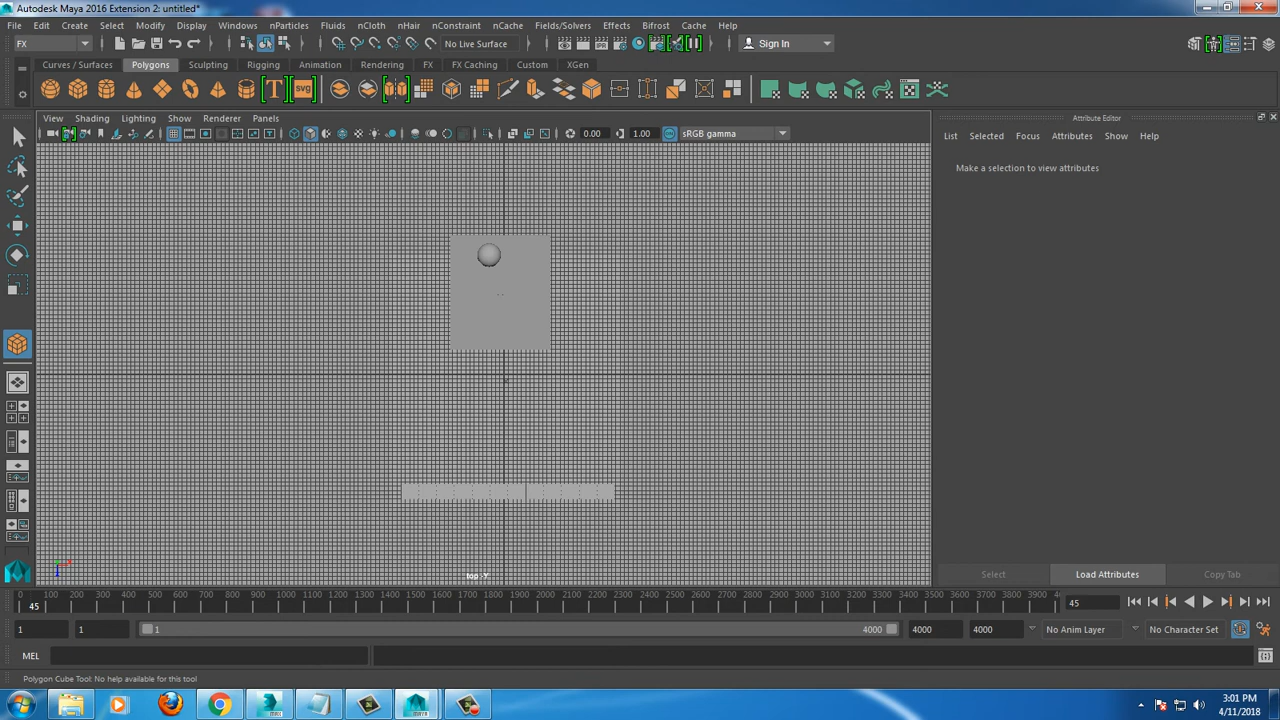 Autodesk Maya 2016 Extension 2: untitled*
File Edit Create Select Modify Display Windows nParticles Fluids nCloth nHair nConstraint nCache Fields/Solvers Effects Bifrost Cache Help
FX No Live Surface Sign In
Curves / Surfaces Polygons Sculpting Rigging Animation Rendering FX FX Caching Custom XGen
T svg
View Shading Lighting Show Renderer Panels
0.00 1.00 sRGB gamma
Attribute Editor
List Selected Focus Attributes Show Help
Make a selection to view attributes
top -Y
Select Load Attributes Copy Tab
0 100 200 300 400 500 600 700 800 900 1000 1100 1200 1300 1400 1500 1600 1700 1800 1900 2000 2100 2200 2300 2400 2500 2600 2700 2800 2900 3000 3100 3200 3300 3400 3500 3600 3700 3800 3900 4
45 45
1 1 1 4000 4000 4000 No Anim Layer No Character Set
MEL
Polygon Cube Tool: No help available for this tool
3:01 PM
4/11/2018